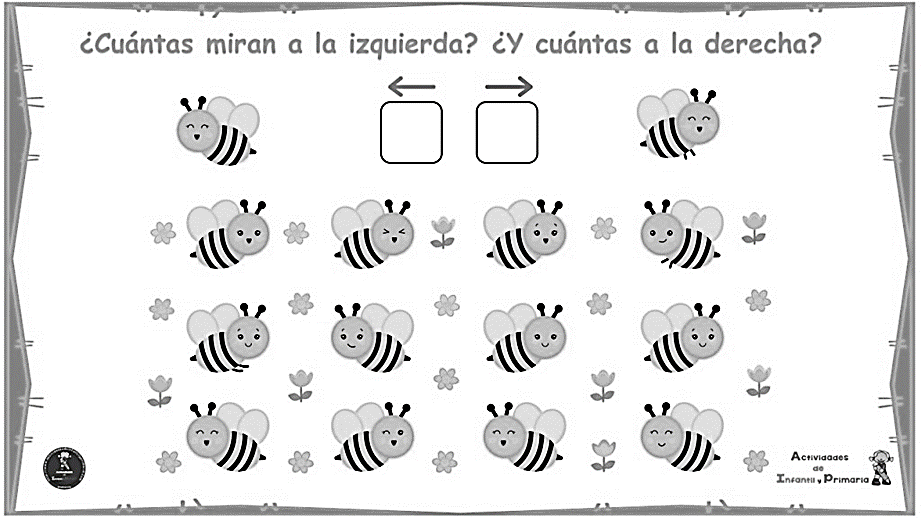 ¿Cuántas miran a la izquierda? ¿Y cuántas a la derecha?
Actividades
de
Infantil y Primaria